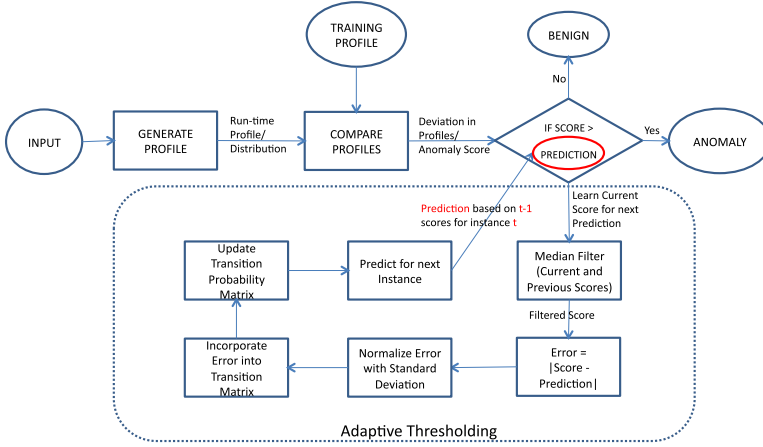 TRAINING
PROFILE
BENIGN
No
INPUT
GENERATE
PROFILE
Run-time
Profile/
Distribution
COMPARE
PROFILES
Deviation in
Profiles/
Anomaly Score
IF SCORE >
PREDICTION
Yes
ANOMALY
Prediction based on t-1
scores for instance t
Learn Current
Score for next
Prediction
Update
Transition
Probability
Matrix
Predict for next
Instance
Median Filter
(Current and
Previous Scores)
Filtered Score
Incorporate
Error into
Transition
Matrix
Normalize Error
with Standard
Deviation
Error =
|Score -
Prediction|
Adaptive Thresholding